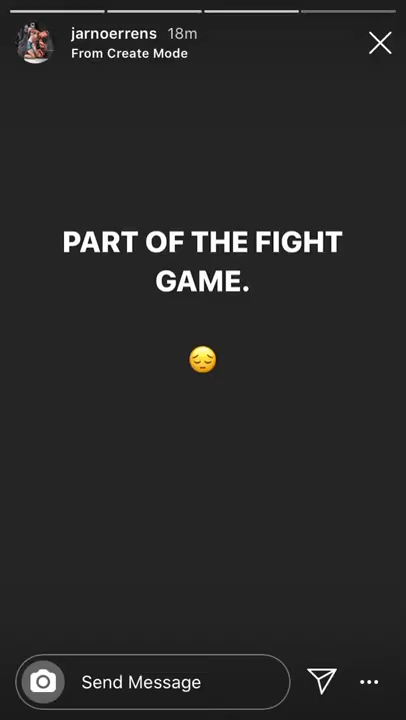 jarnoerrens 18m
From Create Mode
PART OF THE FIGHT
GAME.
😔
Send Message